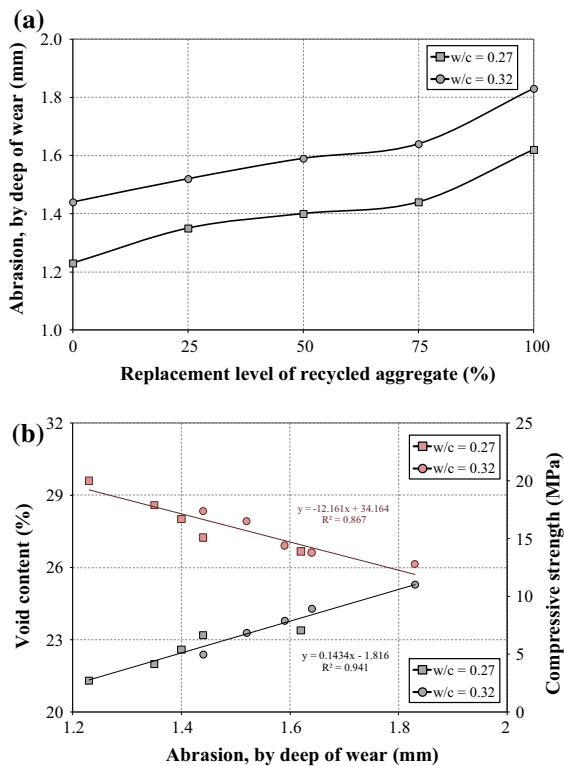 (a)
2.0
1.8
1.6
1.4
1.2
1.0
Abrasion, by deep of wear (mm)
w/c = 0.27
w/c = 0.32
0 25 50 75 100
Replacement level of recycled aggregate (%)
(b)
32
29
26
23
20
Void content (%)
w/c = 0.27
w/c = 0.32
y = -12.161x + 34.164
R² = 0.867
y = 0.1434x - 1.816
R² = 0.941
w/c = 0.27
w/c = 0.32
25
20
15
10
5
0
Compressive strength (MPa)
1.2 1.4 1.6 1.8 2
Abrasion, by deep of wear (mm)